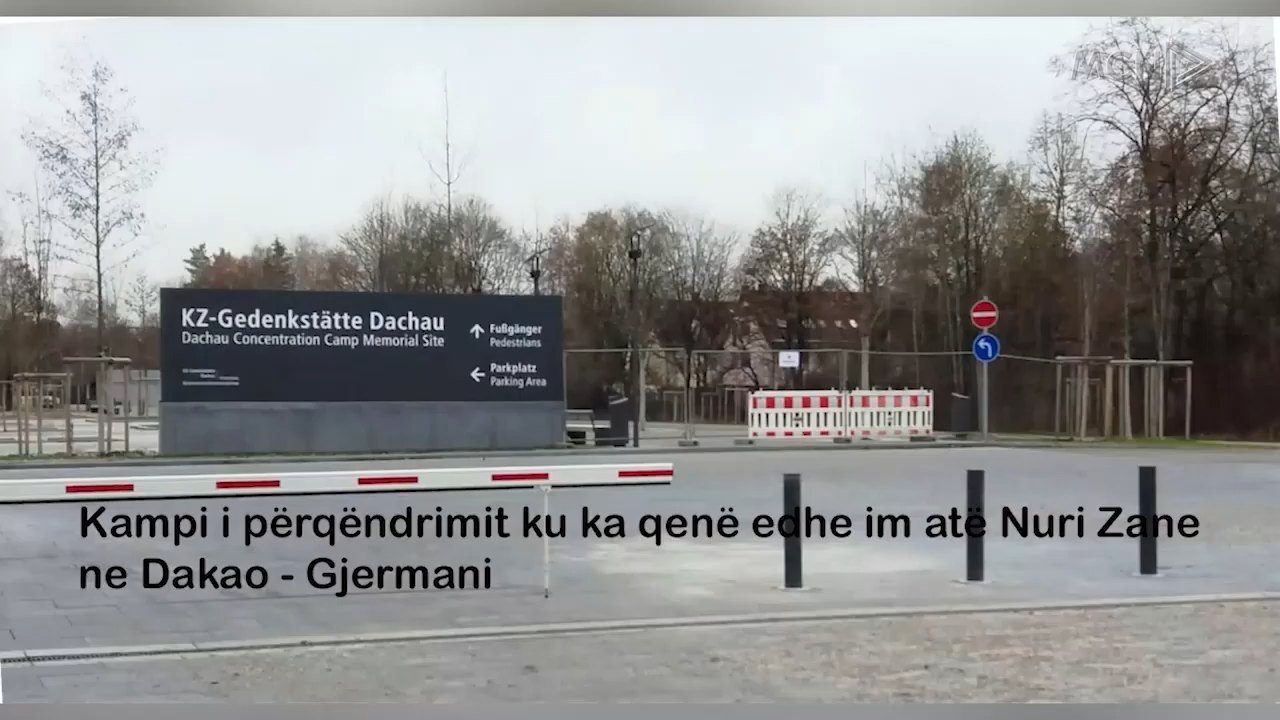 KZ-Gedenkstätte Dachau
Dachau Concentration Camp Memorial Site
Fußgänger
Pedestrians
Parkplatz
Parking Area
Kampi i përqëndrimit ku ka qenë edhe im atë Nuri Zane
ne Dakao - Gjermani